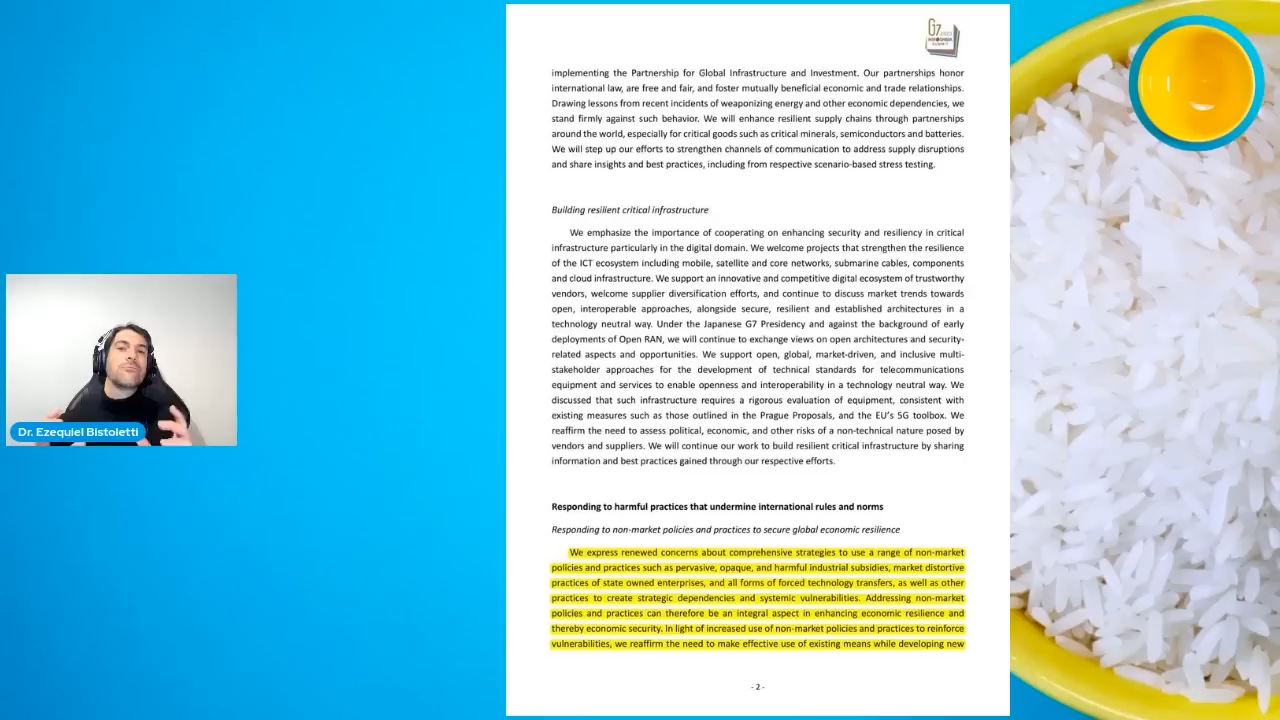 G7 2023
HIROSHIMA
SUMMIT
implementing the Partnership for Global Infrastructure and Investment. Our partnerships honor
international law, are free and fair, and foster mutually beneficial economic and trade relationships.
Drawing lessons from recent incidents of weaponizing energy and other economic dependencies, we
stand firmly against such behavior. We will enhance resilient supply chains through partnerships
around the world, especially for critical goods such as critical minerals, semiconductors and batteries.
We will step up our efforts to strengthen channels of communication to address supply disruptions
and share insights and best practices, including from respective scenario-based stress testing.
Building resilient critical infrastructure
We emphasize the importance of cooperating on enhancing security and resiliency in critical
infrastructure particularly in the digital domain. We welcome projects that strengthen the resilience
of the ICT ecosystem including mobile, satellite and core networks, submarine cables, components
and cloud infrastructure. We support an innovative and competitive digital ecosystem of trustworthy
vendors, welcome supplier diversification efforts, and continue to discuss market trends towards
open, interoperable approaches, alongside secure, resilient and established architectures in a
technology neutral way. Under the Japanese G7 Presidency and against the background of early
deployments of Open RAN, we will continue to exchange views on open architectures and security-
related aspects and opportunities. We support open, global, market-driven, and inclusive multi-
stakeholder approaches for the development of technical standards for telecommunications
equipment and services to enable openness and interoperability in a technology neutral way. We
discussed that such infrastructure requires a rigorous evaluation of equipment, consistent with
existing measures such as those outlined in the Prague Proposals, and the EU's 5G toolbox. We
reaffirm the need to assess political, economic, and other risks of a non-technical nature posed by
vendors and suppliers. We will continue our work to build resilient critical infrastructure by sharing
information and best practices gained through our respective efforts.
Responding to harmful practices that undermine international rules and norms
Responding to non-market policies and practices to secure global economic resilience
We express renewed concerns about comprehensive strategies to use a range of non-market
policies and practices such as pervasive, opaque, and harmful industrial subsidies, market distortive
practices of state owned enterprises, and all forms of forced technology transfers, as well as other
practices to create strategic dependencies and systemic vulnerabilities. Addressing non-market
policies and practices can therefore be an integral aspect in enhancing economic resilience and
thereby economic security. In light of increased use of non-market policies and practices to reinforce
vulnerabilities, we reaffirm the need to make effective use of existing means while developing new
- 2 -
Dr. Ezequiel Bistoletti